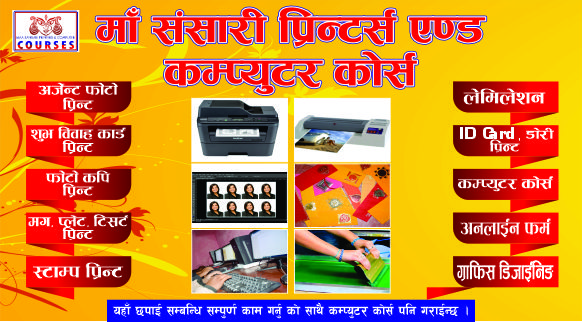 COURSES
माँ संसारी प्रिन्टर्स एण्ड
कम्प्युटर कोर्स
अर्जेन्ट फोटो
प्रिन्ट
शुभ विवाह कार्ड
प्रिन्ट
फोटो कपि
प्रिन्ट
मग, प्लेट, टिसर्ट
प्रिन्ट
स्टाम्प प्रिन्ट
लेमिलेशन
ID Card , डोरी
प्रिन्ट
कम्प्युटर कोर्स
अनलाईन फर्म
ग्राफिस डिजाईनिङ
यहाँ छपाई सम्बन्धि सम्पुर्ण काम गर्नु को साथै कम्प्युटर कोर्स पनि गराईन्छ ।